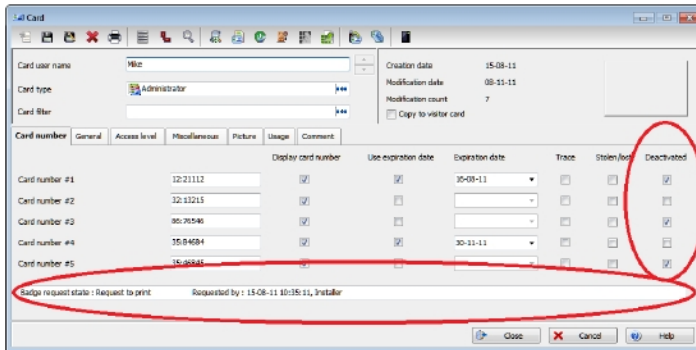 Card
Card user name Mike Creation date 15-08-11
Modification date 08-11-11
Card type Administrator
Modification count 7
Card filter Copy to visitor card
Card number General Access level Miscellaneous Picture Usage Comment
Display card number Use expiration date Expiration date Trace Stolen/lost Deactivated
Card number #1 12:21112 16-08-11
Card number #2 32:13215
Card number #3 86:76546
Card number #4 35:84684 30-11-11
Card number #5 35:46845
Badge request state : Request to print Requested by : 15-08-11 10:35:11, Installer
Close Cancel Help